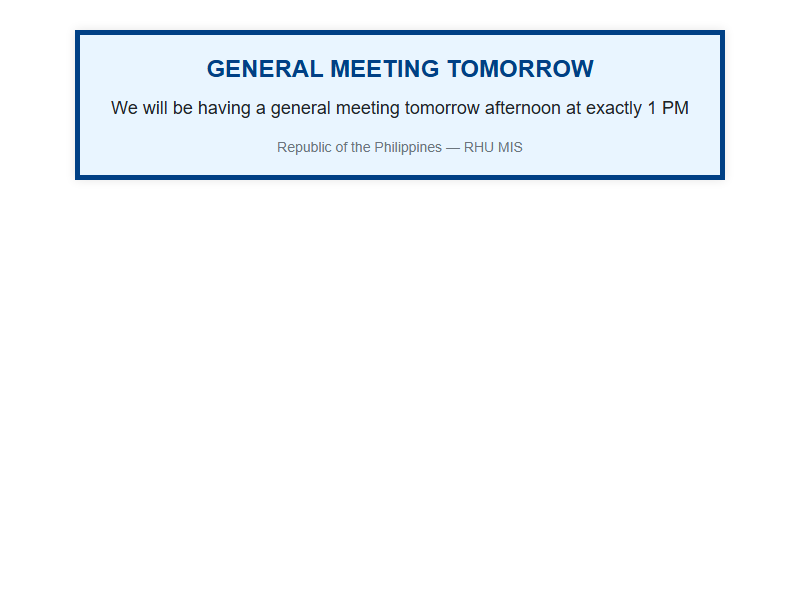 GENERAL MEETING TOMORROW
We will be having a general meeting tomorrow afternoon at exactly 1 PM
Republic of the Philippines — RHU MIS